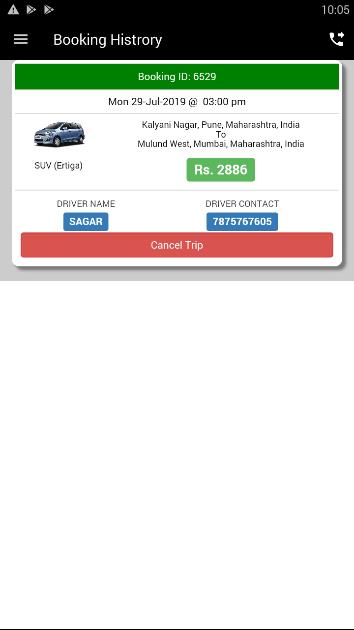 10:05
Booking Histrory
Booking ID: 6529
Mon 29-Jul-2019 @  03:00 pm
Kalyani Nagar, Pune, Maharashtra, India
To
Mulund West, Mumbai, Maharashtra, India
SUV (Ertiga)
Rs. 2886
DRIVER NAME
DRIVER CONTACT
SAGAR
7875767605
Cancel Trip